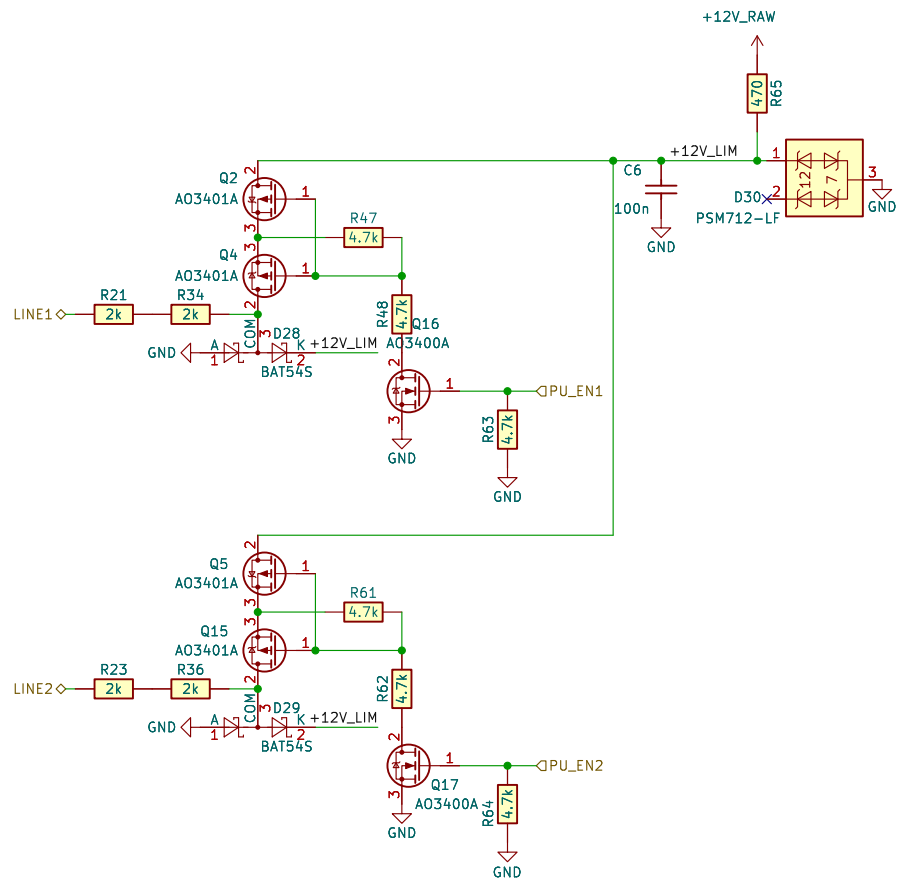 +12V_RAW
470
R65
+12V_LIM
1
2
3
12
7
D30
PSM712-LF
GND
C6
100n
GND
2
Q2
AO3401A
1
3
R47
4.7k
3
Q4
AO3401A
1
2
LINE1
R21
2k
R34
2k
R48
4.7k
COM
3
D28
GND
A
1
K
2
+12V_LIM
BAT54S
Q16
AO3400A
2
1
3
PU_EN1
R63
4.7k
GND
GND
2
Q5
AO3401A
1
3
R61
4.7k
3
Q15
AO3401A
1
2
LINE2
R23
2k
R36
2k
R62
4.7k
COM
3
D29
GND
A
1
K
2
+12V_LIM
BAT54S
2
1
3
Q17
AO3400A
PU_EN2
R64
4.7k
GND
GND